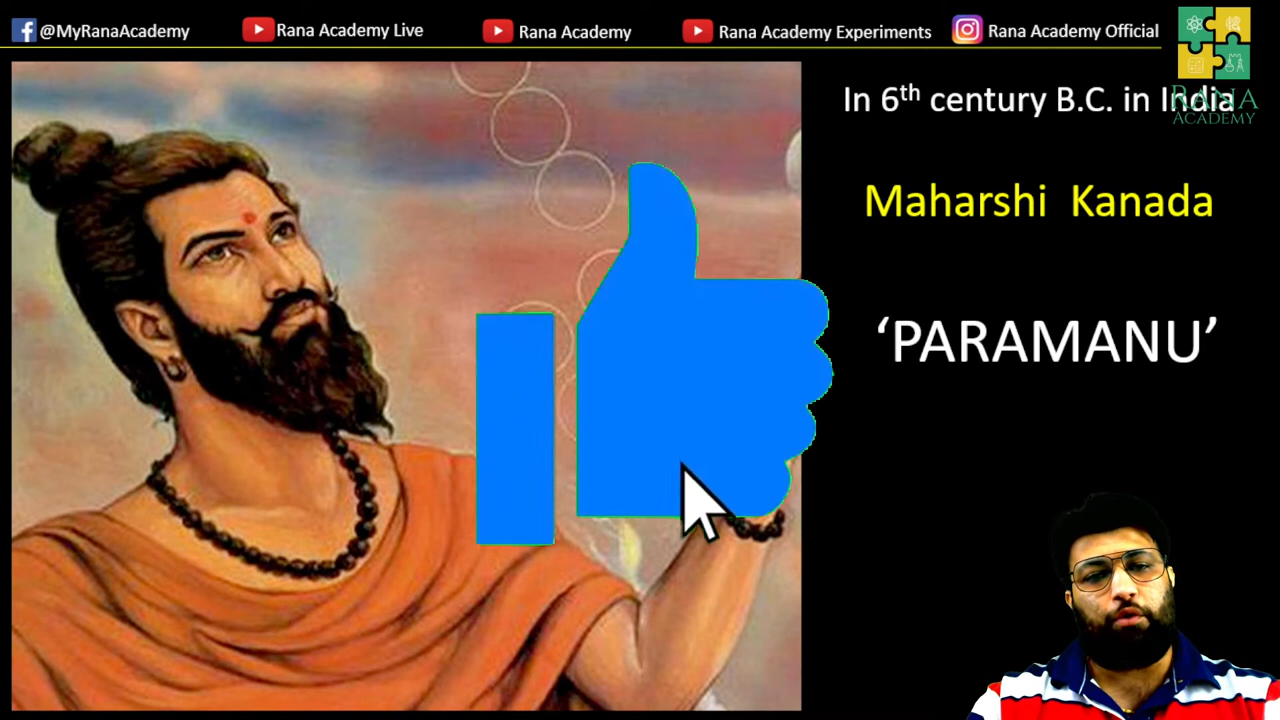 @MyRanaAcademy Rana Academy Live Rana Academy Rana Academy Experiments Rana Academy Official
In 6th century B.C. in India
RANA
ACADEMY
Maharshi Kanada
‘PARAMANU’